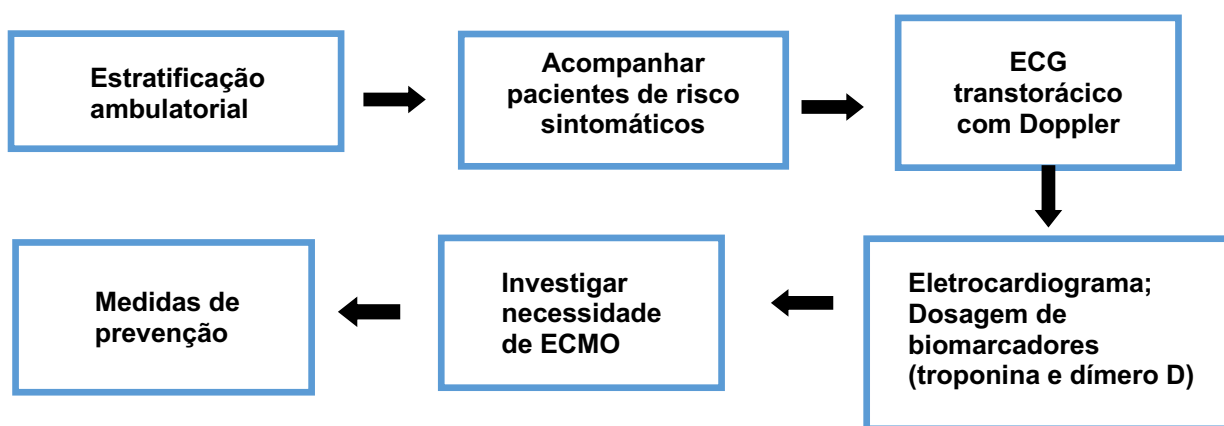 Estratificação
ambulatorial
Acompanhar
pacientes de risco
sintomáticos
ECG
transtorácico
com Doppler
Eletrocardiograma;
Dosagem de
biomarcadores
(troponina e dímero D)
Investigar
necessidade
de ECMO
Medidas de
prevenção